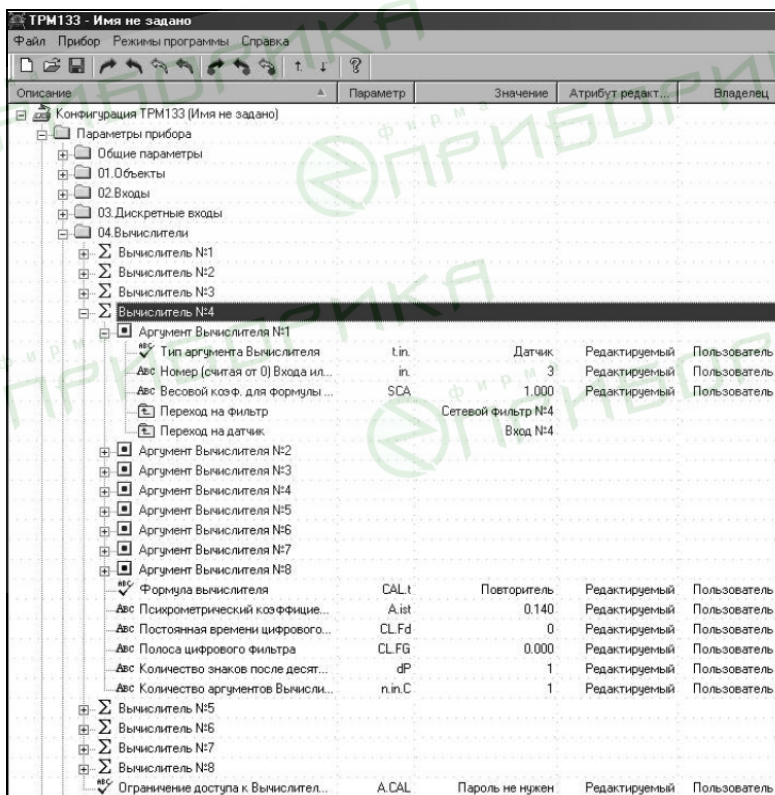 ТРМ133 - Имя не задано
Файл Прибор Режимы программы Справка
Описание Параметр Значение Атрибут редакт... Владелец
Конфигурация ТРМ133 (Имя не задано)
Параметры прибора
Общие параметры
01.Объекты
02.Входы
03.Дискретные входы
04.Вычислители
Вычислитель №1
Вычислитель №2
Вычислитель №3
Вычислитель №4
Аргумент Вычислителя №1
Тип аргумента Вычислителя t.in. Датчик Редактируемый Пользователь
Номер (считая от 0) Входа ил... in. 3 Редактируемый Пользователь
Весовой коэф. для формулы ... SCA 1.000 Редактируемый Пользователь
Переход на фильтр Сетевой фильтр №4
Переход на датчик Вход №4
Аргумент Вычислителя №2
Аргумент Вычислителя №3
Аргумент Вычислителя №4
Аргумент Вычислителя №5
Аргумент Вычислителя №6
Аргумент Вычислителя №7
Аргумент Вычислителя №8
Формула вычислителя CAL.t Повторитель Редактируемый Пользователь
Психрометрический коэффицие... A.ist 0.140 Редактируемый Пользователь
Постоянная времени цифрового... CL.Fd 0 Редактируемый Пользователь
Полоса цифрового фильтра CL.FG 0.000 Редактируемый Пользователь
Количество знаков после десят... dP 1 Редактируемый Пользователь
Количество аргументов Вычисли... n.in.C 1 Редактируемый Пользователь
Вычислитель №5
Вычислитель №6
Вычислитель №7
Вычислитель №8
Ограничение доступа к Вычислител... A.CAL Пароль не нужен Редактируемый Пользователь
фирма
ПРИБОРИКА